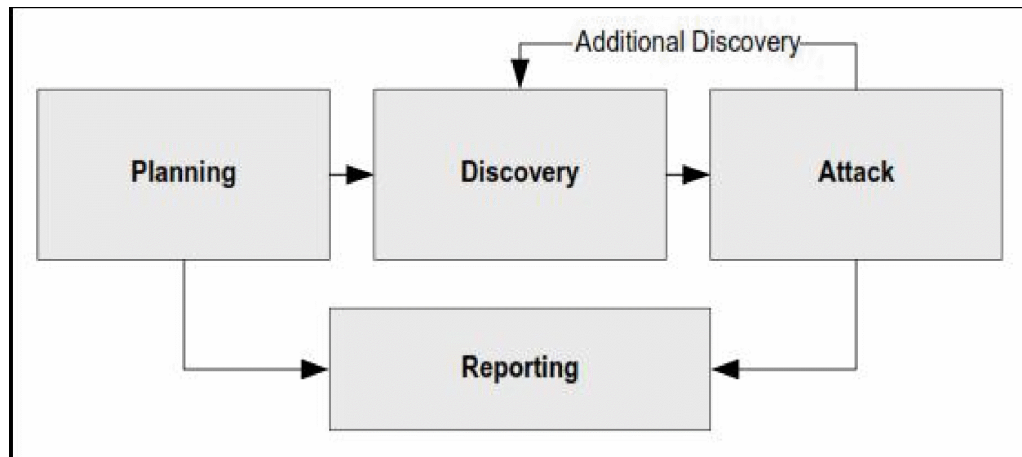 Additional Discovery
Planning
Discovery
Attack
Reporting